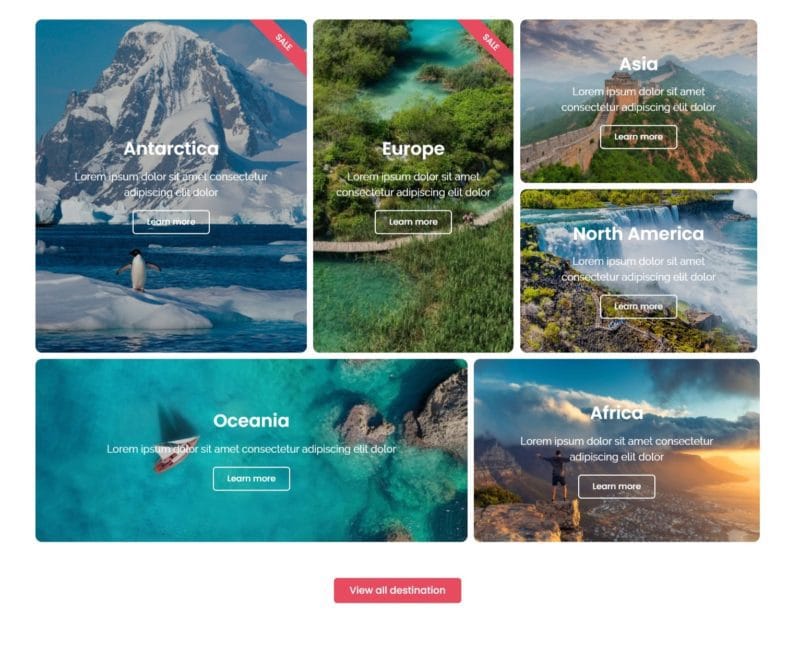 SALE
Antarctica
Lorem ipsum dolor sit amet consectetur
adipiscing elit dolor
Learn more
SALE
Europe
Lorem ipsum dolor sit amet
consectetur adipiscing elit dolor
Learn more
Asia
Lorem ipsum dolor sit amet
consectetur adipiscing elit dolor
Learn more
North America
Lorem ipsum dolor sit amet
consectetur adipiscing elit dolor
Learn more
Oceania
Lorem ipsum dolor sit amet consectetur adipiscing elit dolor
Learn more
Africa
Lorem ipsum dolor sit amet consectetur
adipiscing elit dolor
Learn more
View all destination